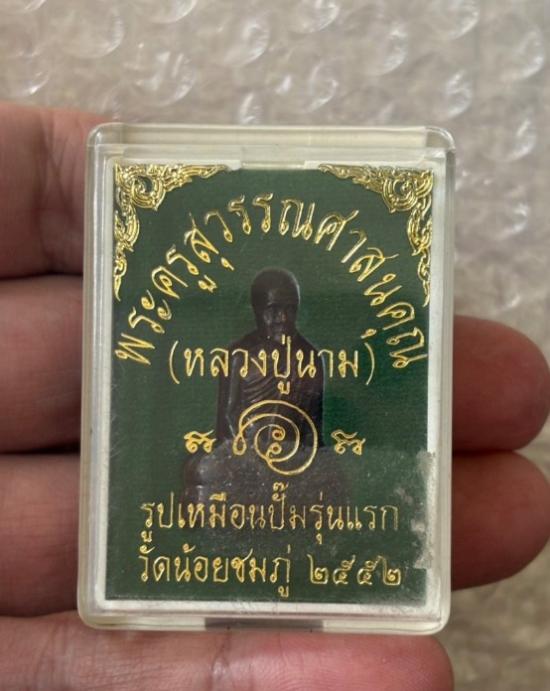 พระครูสุวรรณศาสนคุณ
(หลวงปู่นาม)
รูปเหมือนปั๊มรุ่นแรก
วัดน้อยชมภู่ ๒๕๕๒